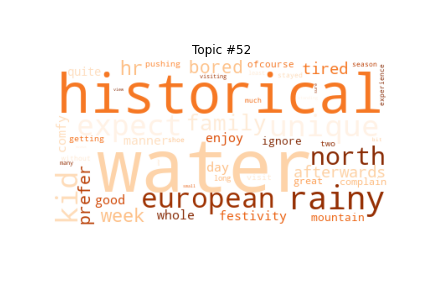 Topic #52
quite hr pushing bored ofcourse tired season
visiting
historical
view much experience
comfy expect family unique
getting manner shoe enjoy ignore two
many water north
kid prefer day afterwards
long great complain
small
good european rainy
week whole festivity mountain